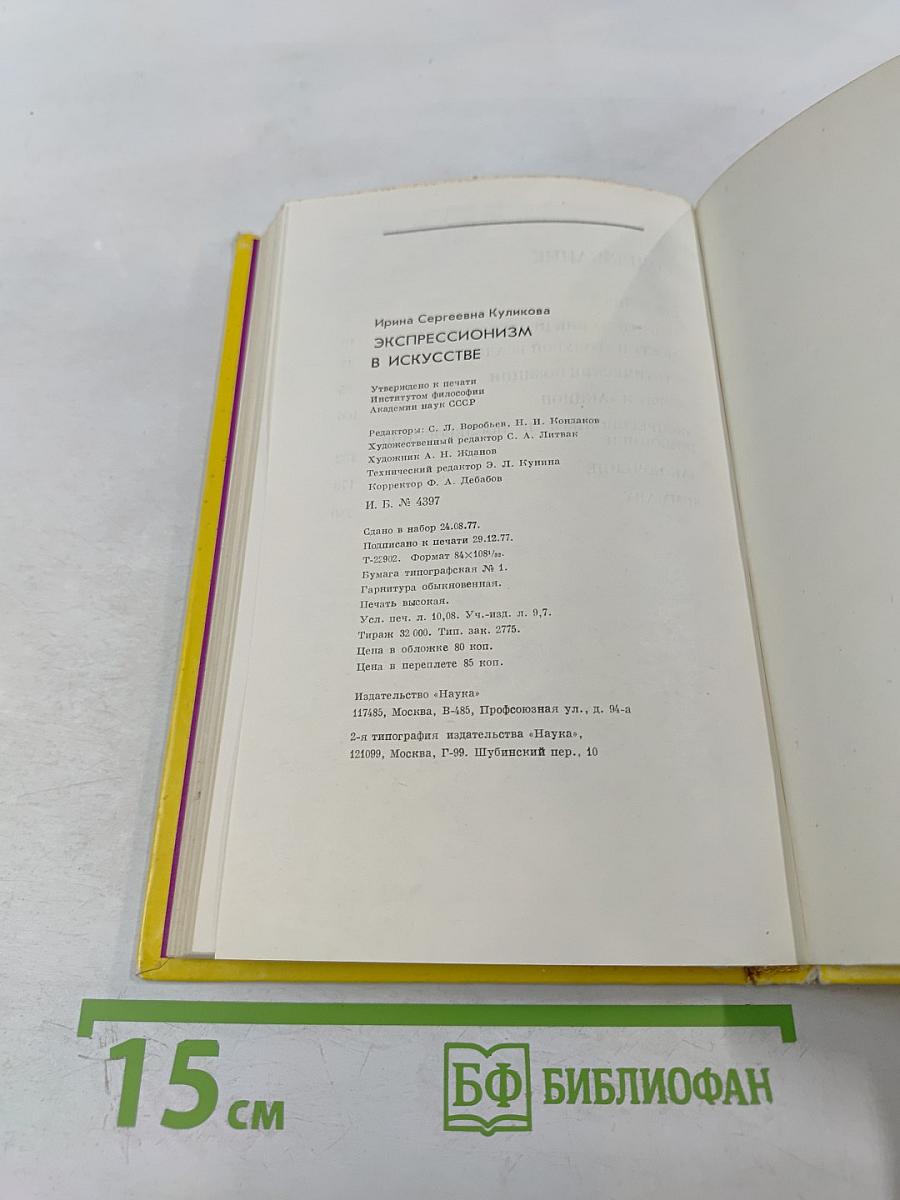 Ирина Сергеевна Куликова
ЭКСПРЕССИОНИЗМ
В ИСКУССТВЕ
Утверждено к печати
Институтом философии
Академии наук СССР
Редакторы: С. Л. Воробьев, Н. И. Кондаков
Художественный редактор С. А. Литвак
Художник А. Н. Жданов
Технический редактор Э. Л. Кунина
Корректор Ф. А. Дебабов
И. Б. № 4397
Сдано в набор 24.08.77.
Подписано к печати 29.12.77.
Т-22902. Формат 84×108¹/₃₂.
Бумага типографская № 1.
Гарнитура обыкновенная.
Печать высокая.
Усл. печ. л. 10,08. Уч.-изд. л. 9,7.
Тираж 32 000. Тип. зак. 2775.
Цена в обложке 80 коп.
Цена в переплете 85 коп.
Издательство «Наука»
117485, Москва, В-485, Профсоюзная ул., д. 94-а
2-я типография издательства «Наука»,
121099, Москва, Г-99. Шубинский пер., 10
15 см
БФ БИБЛИОФАН